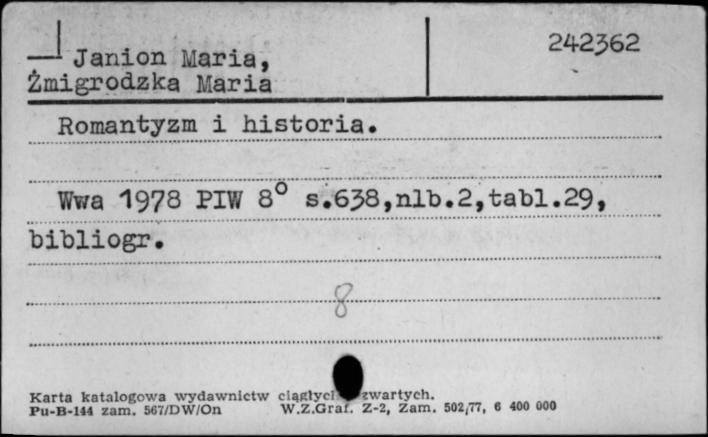 — Janion Maria,
242362
Żmigrodzka Maria
Romantyzm i historia.
Wwa 1978 PIW 8° s.638,nlb.2,tabl.29,
bibliogr.
8
Karta katalogowa wydawnictw ciągłych zwartych.
Pu-B-144 zam. 567/DW/On W.Z.Graf. Z-2, Zam. 502/77, 6 400 000